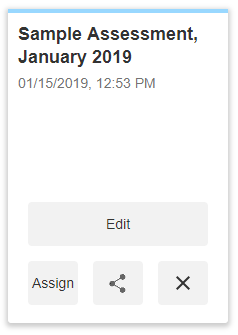 Sample Assessment,
January 2019
01/15/2019, 12:53 PM
Edit
Assign